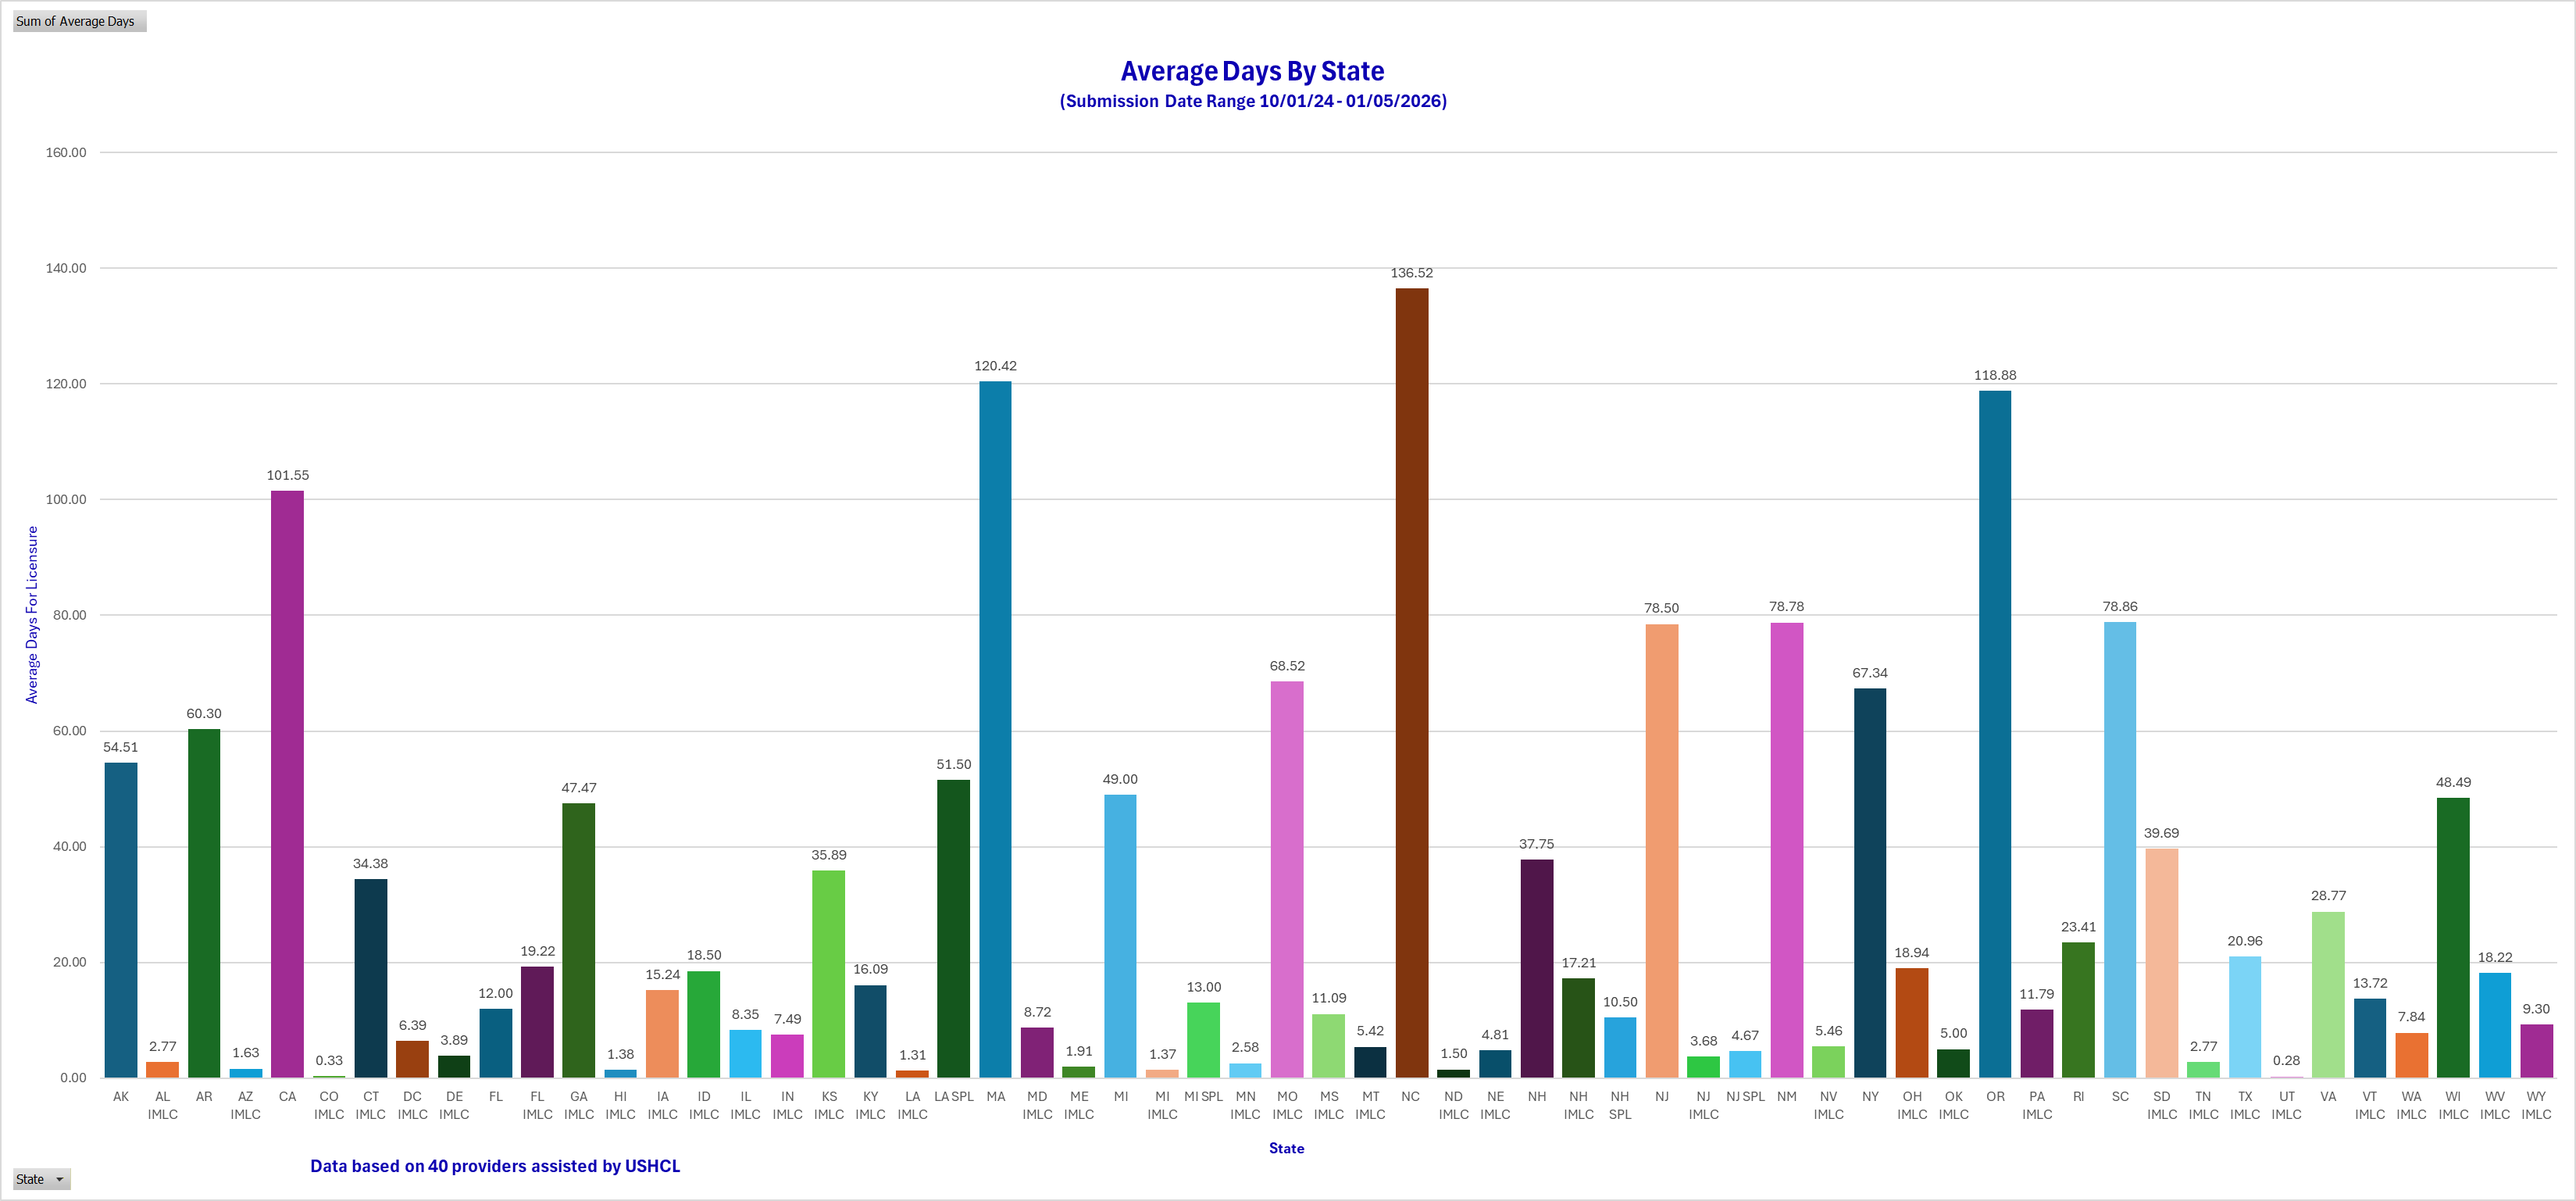 Sum of Average Days
Average Days By State
(Submission Date Range 10/01/24 - 01/05/2026)
160.00
140.00
120.00
100.00
80.00
60.00
40.00
20.00
0.00
Average Days For Licensure
54.51
2.77
60.30
1.63
101.55
0.33
34.38
6.39
3.89
12.00
19.22
47.47
1.38
15.24
18.50
8.35
7.49
35.89
16.09
1.31
51.50
120.42
8.72
1.91
49.00
1.37
13.00
2.58
68.52
11.09
5.42
136.52
1.50
4.81
37.75
17.21
10.50
78.50
3.68
4.67
78.78
5.46
67.34
18.94
5.00
118.88
11.79
23.41
78.86
39.69
2.77
20.96
0.28
28.77
13.72
7.84
48.49
18.22
9.30
AK
AL
IMLC
AR
AZ
IMLC
CA
CO
IMLC
CT
IMLC
DC
IMLC
DE
IMLC
FL
FL
IMLC
GA
IMLC
HI
IMLC
IA
IMLC
ID
IMLC
IL
IMLC
IN
IMLC
KS
IMLC
KY
IMLC
LA
IMLC
LA SPL
MA
MD
IMLC
ME
IMLC
MI
MI
IMLC
MI SPL
MN
IMLC
MO
IMLC
MS
IMLC
MT
IMLC
NC
ND
IMLC
NE
IMLC
NH
NH
IMLC
NH
SPL
NJ
NJ
IMLC
NJ SPL
NM
NV
IMLC
NY
OH
IMLC
OK
IMLC
OR
PA
IMLC
RI
SC
SD
IMLC
TN
IMLC
TX
IMLC
UT
IMLC
VA
VT
IMLC
WA
IMLC
WI
IMLC
WV
IMLC
WY
IMLC
State
Data based on 40 providers assisted by USHCL
State